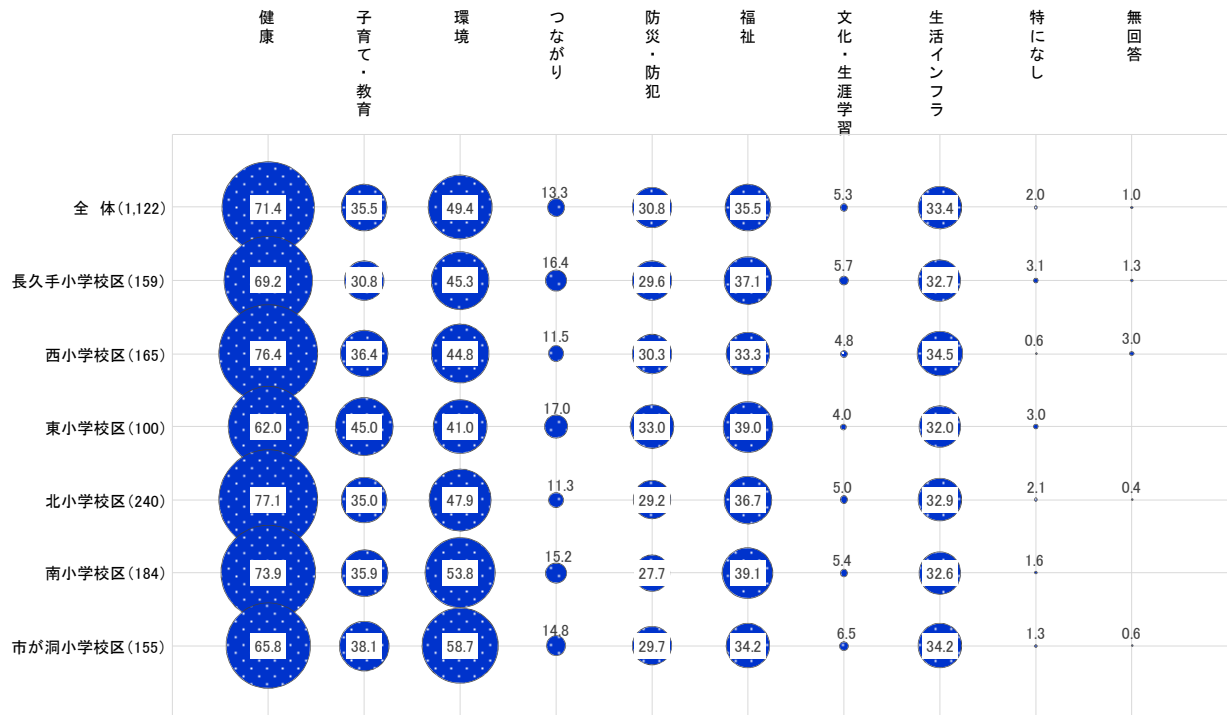 健康
子育て・教育
環境
つながり
防災・防犯
福祉
文化・生涯学習
生活インフラ
特になし
無回答
全 体(1,122) 71.4 35.5 49.4 13.3 30.8 35.5 5.3 33.4 2.0 1.0
長久手小学校区(159) 69.2 30.8 45.3 16.4 29.6 37.1 5.7 32.7 3.1 1.3
西小学校区(165) 76.4 36.4 44.8 11.5 30.3 33.3 4.8 34.5 0.6 3.0
東小学校区(100) 62.0 45.0 41.0 17.0 33.0 39.0 4.0 32.0 3.0
北小学校区(240) 77.1 35.0 47.9 11.3 29.2 36.7 5.0 32.9 2.1 0.4
南小学校区(184) 73.9 35.9 53.8 15.2 27.7 39.1 5.4 32.6 1.6
市が洞小学校区(155) 65.8 38.1 58.7 14.8 29.7 34.2 6.5 34.2 1.3 0.6